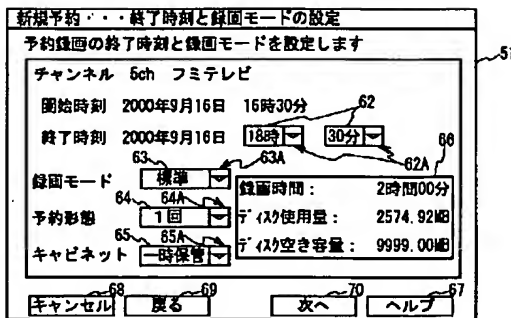 新規予約・・・終了時刻と録画モードの設定
予約録画の終了時刻と録画モードを設定します
51
チャンネル 5ch フミテレビ
開始時刻 2000年9月16日 16時30分
62
終了時刻 2000年9月16日 18時 30分
66
63 63A 62A
録画モード 標準
64 64A
予約形態 1回
65 65A
キャビネット 一時保管
録画時間： 2時間00分
ディスク使用量： 2574.92MB
ディスク空き容量： 9999.00MB
68 69 70 67
キャンセル 戻る 次へ ヘルプ